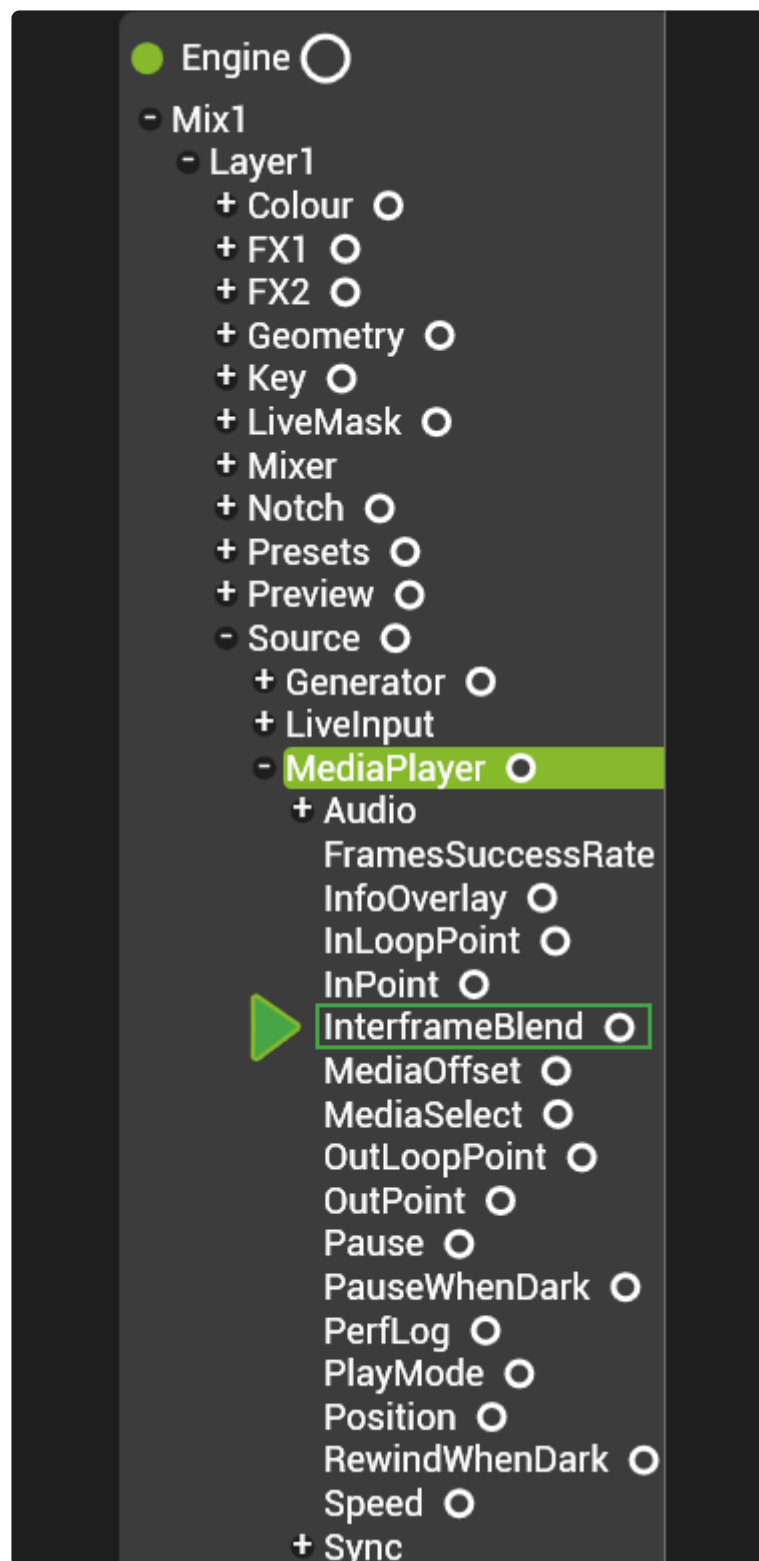 Engine
Mix1
Layer1
Colour
FX1
FX2
Geometry
Key
LiveMask
Mixer
Notch
Presets
Preview
Source
Generator
LiveInput
MediaPlayer
Audio
FramesSuccessRate
InfoOverlay
InLoopPoint
InPoint
InterframeBlend
MediaOffset
MediaSelect
OutLoopPoint
OutPoint
Pause
PauseWhenDark
PerfLog
PlayMode
Position
RewindWhenDark
Speed
Sync